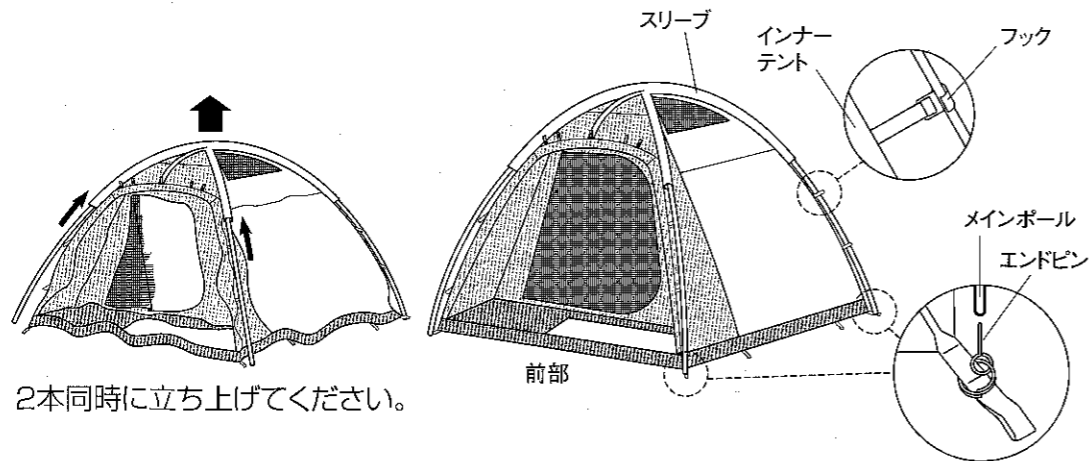 スリーブ
インナー
テント
フック
メインポール
エンドピン
前部
2本同時に立ち上げてください。